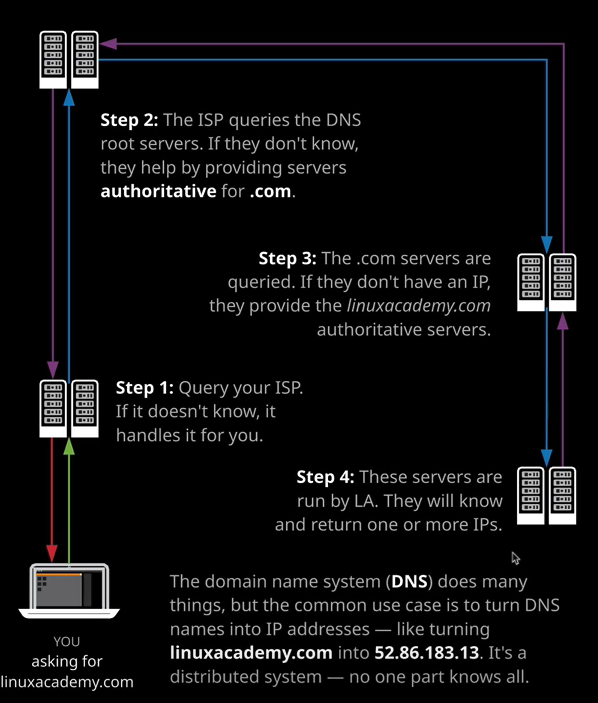 Step 2: The ISP queries the DNS
root servers. If they don't know,
they help by providing servers
authoritative for .com.
Step 3: The .com servers are
queried. If they don't have an IP,
they provide the linuxacademy.com
authoritative servers.
Step 1: Query your ISP.
If it doesn't know, it
handles it for you.
Step 4: These servers are
run by LA. They will know
and return one or more IPs.
YOU
asking for
linuxacademy.com
The domain name system (DNS) does many
things, but the common use case is to turn DNS
names into IP addresses — like turning
linuxacademy.com into 52.86.183.13. It's a
distributed system — no one part knows all.